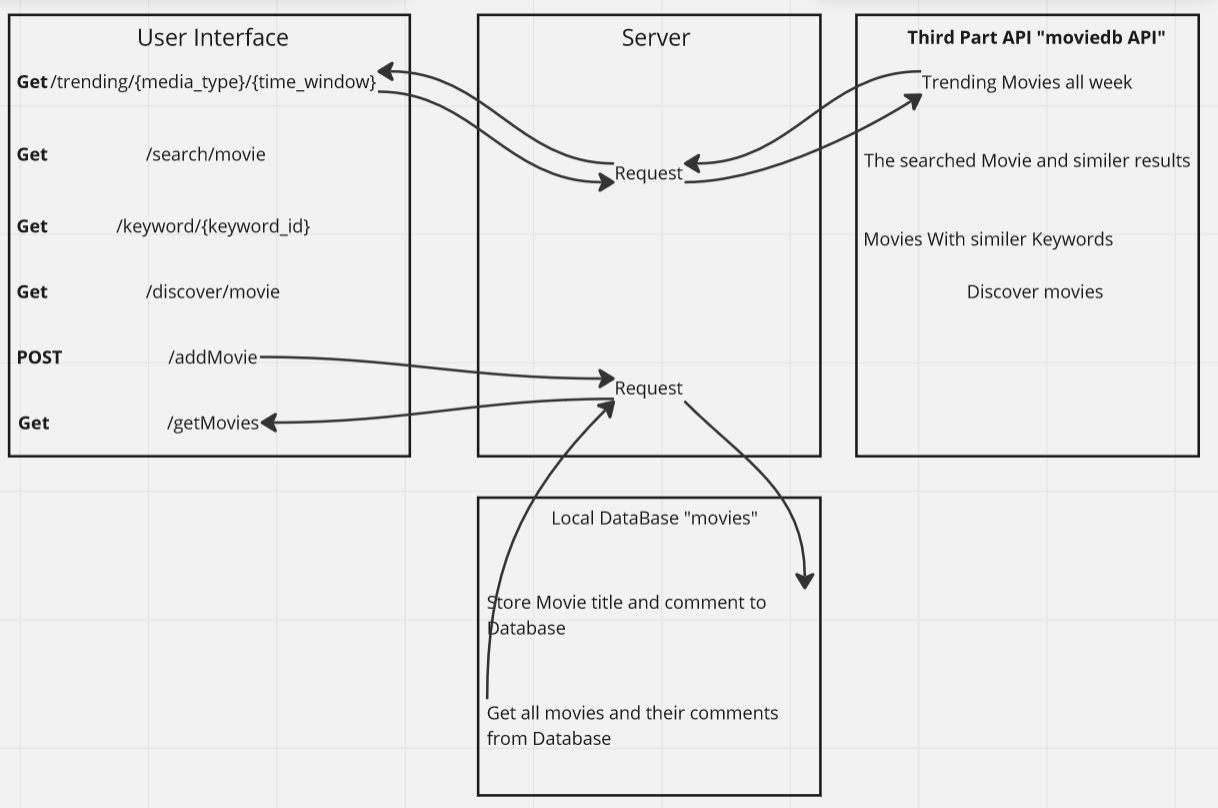 User Interface
Get /trending/{media_type}/{time_window}
Get /search/movie
Get /keyword/{keyword_id}
Get /discover/movie
POST /addMovie
Get /getMovies
Server
Request
Request
Third Part API "moviedb API"
Trending Movies all week
The searched Movie and similer results
Movies With similer Keywords
Discover movies
Local DataBase "movies"
Store Movie title and comment to
Database
Get all movies and their comments
from Database